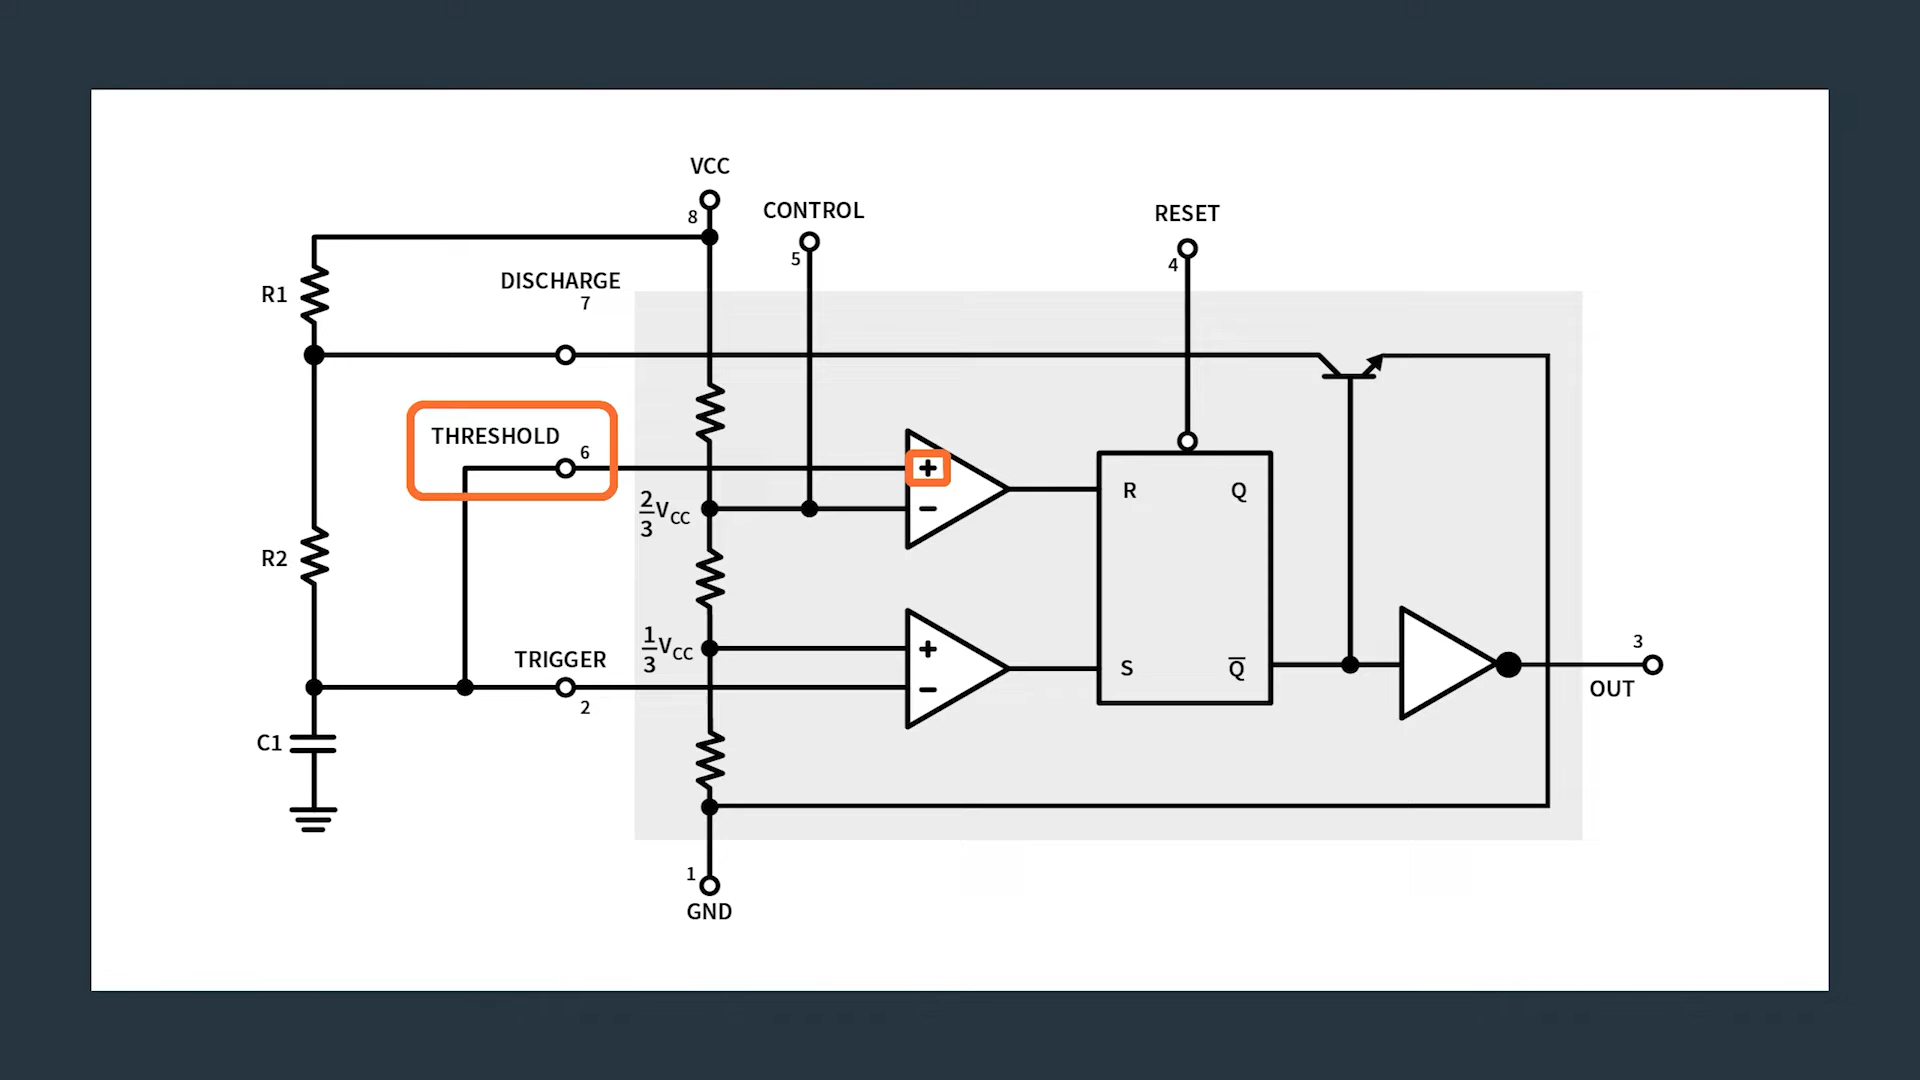 VCC
8
CONTROL
5
RESET
4
DISCHARGE
7
R1
THRESHOLD
6
+
2/3 VCC
−
R Q
R2
1/3 VCC
+
−
TRIGGER
2
S Q̅
3
OUT
C1
1
GND